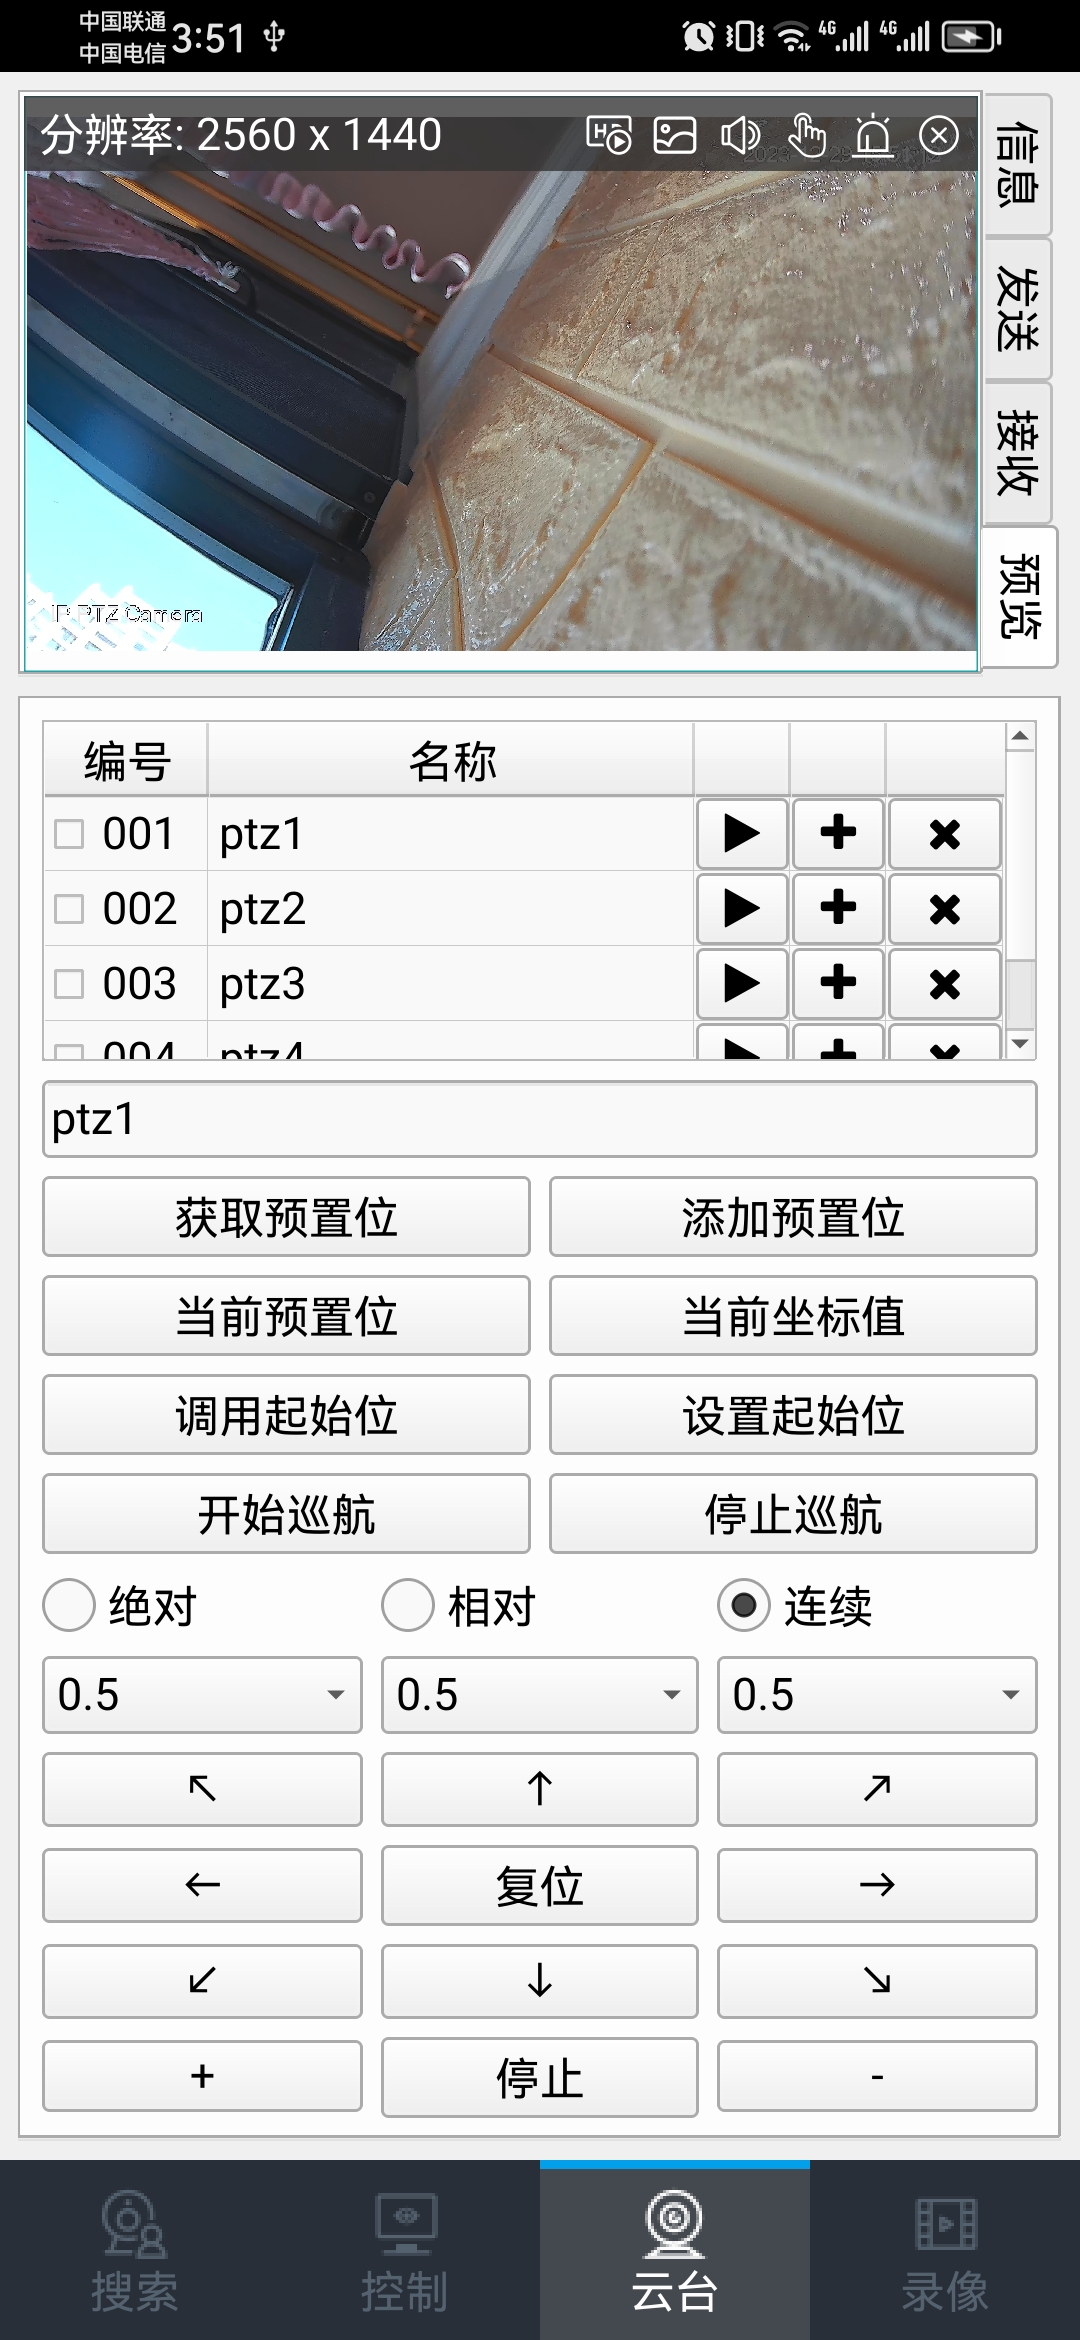 中国联通
中国电信
3:51
4G 4G
分辨率: 2560 x 1440
信息
发送
接收
预览
IP PTZ Camera
编号 名称
001 ptz1
002 ptz2
003 ptz3
004 ptz4
ptz1
获取预置位 添加预置位
当前预置位 当前坐标值
调用起始位 设置起始位
开始巡航 停止巡航
绝对 相对 连续
0.5 0.5 0.5
↖ ↑ ↗
← 复位 →
↙ ↓ ↘
+ 停止 -
搜索 控制 云台 录像